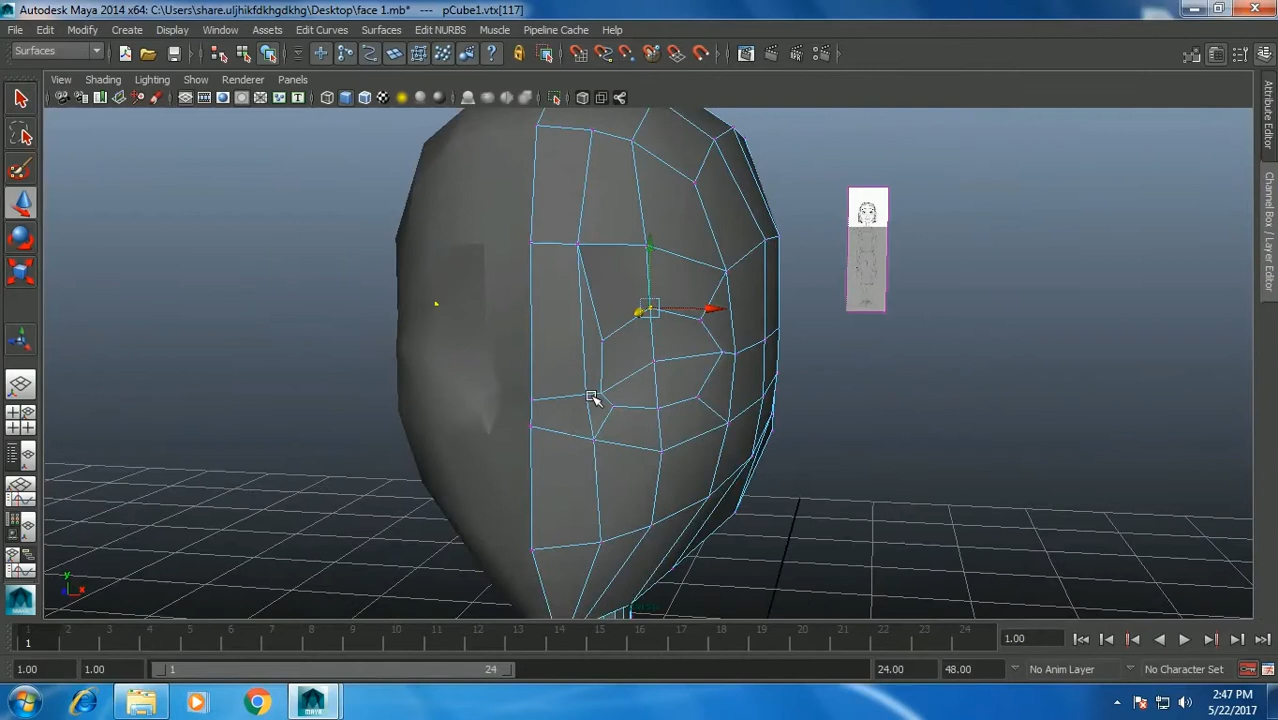 Autodesk Maya 2014 x64: C:\Users\share.uljhikfdkhgdkhg\Desktop\face 1.mb* --- pCube1.vtx[117]
File Edit Modify Create Display Window Assets Edit Curves Surfaces Edit NURBS Muscle Pipeline Cache Help
Surfaces
View Shading Lighting Show Renderer Panels
Attribute Editor
Channel Box / Layer Editor
y
x
1 2 3 4 5 6 7 8 9 10 11 12 13 14 15 16 17 18 19 20 21 22 23 24
1
1.00
1.00 1.00 1 24 24.00 48.00 No Anim Layer No Character Set
2:47 PM
5/22/2017